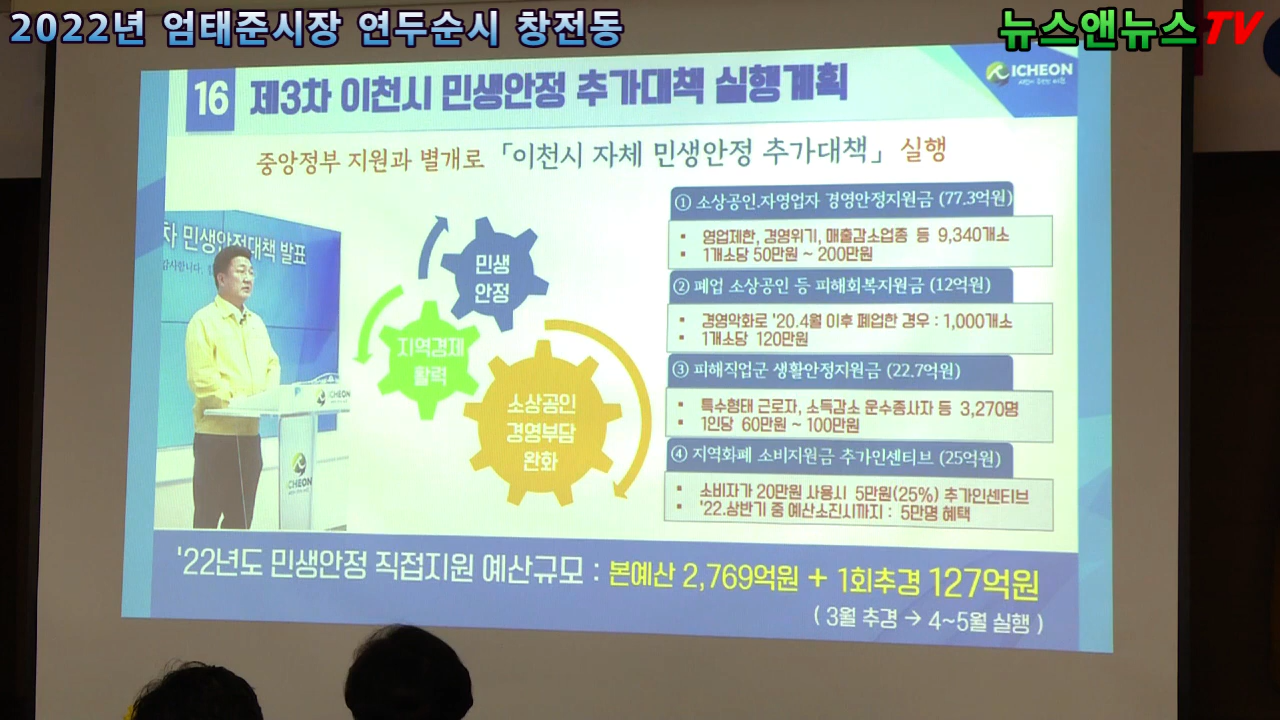 2022년 엄태준시장 연두순시 창전동
뉴스앤뉴스TV
16 제3차 이천시 민생안정 추가대책 실행계획
ICHEON
중앙정부 지원과 별개로 「이천시 자체 민생안정 추가대책」 실행
차 민생안정대책 발표
감사합니다.
민생
안정
지역경제
활력
소상공인
경영부담
완화
ICHEON
ICHEON
① 소상공인.자영업자 경영안정지원금 (77.3억원)
▪ 영업제한, 경영위기, 매출감소업종 등 9,340개소
▪ 1개소당 50만원 ~ 200만원
② 폐업 소상공인 등 피해회복지원금 (12억원)
▪ 경영악화로 '20.4월 이후 폐업한 경우 : 1,000개소
▪ 1개소당 120만원
③ 피해직업군 생활안정지원금 (22.7억원)
▪ 특수형태 근로자, 소득감소 운수종사자 등 3,270명
▪ 1인당 60만원 ~ 100만원
④ 지역화폐 소비지원금 추가인센티브 (25억원)
▪ 소비자가 20만원 사용시 5만원(25%) 추가인센티브
▪ '22.상반기 중 예산소진시까지 : 5만명 혜택
'22년도 민생안정 직접지원 예산규모 : 본예산 2,769억원 + 1회추경 127억원
( 3월 추경 → 4~5월 실행 )